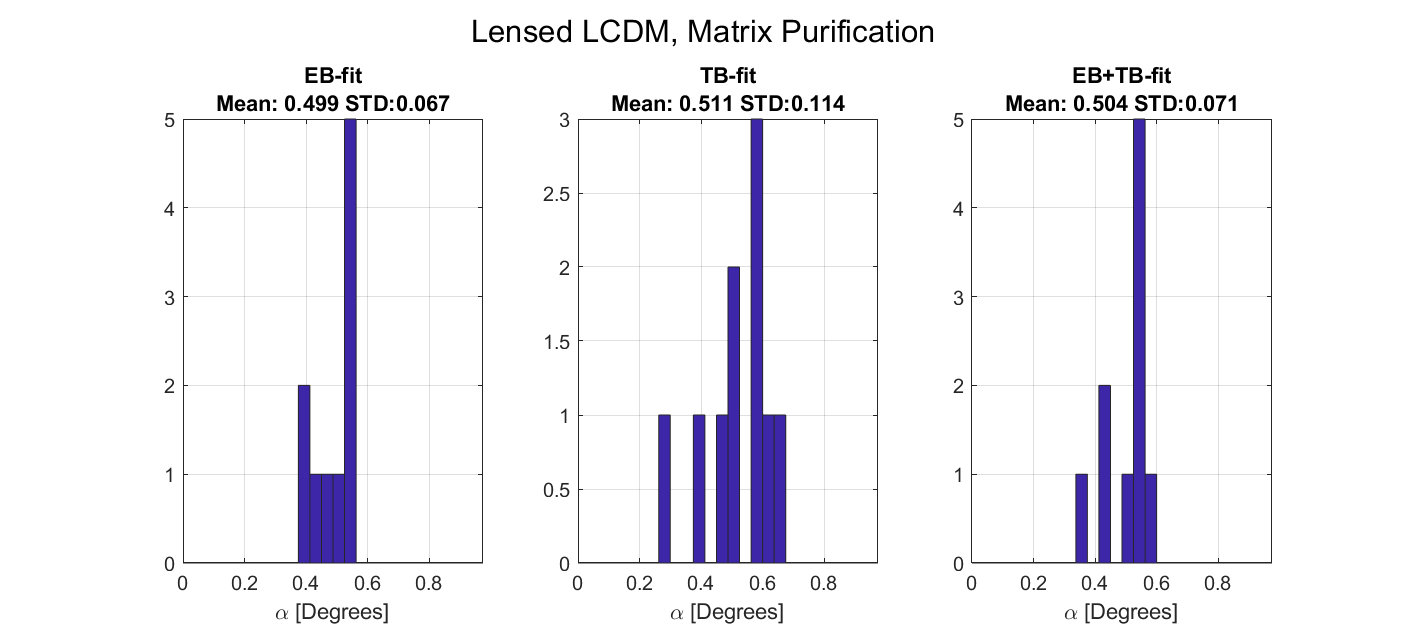 Lensed LCDM, Matrix Purification
EB-fit
Mean: 0.499 STD:0.067
5
4
3
2
1
0
0 0.2 0.4 0.6 0.8
α [Degrees]
TB-fit
Mean: 0.511 STD:0.114
3
2.5
2
1.5
1
0.5
0
0 0.2 0.4 0.6 0.8
α [Degrees]
EB+TB-fit
Mean: 0.504 STD:0.071
5
4
3
2
1
0
0 0.2 0.4 0.6 0.8
α [Degrees]